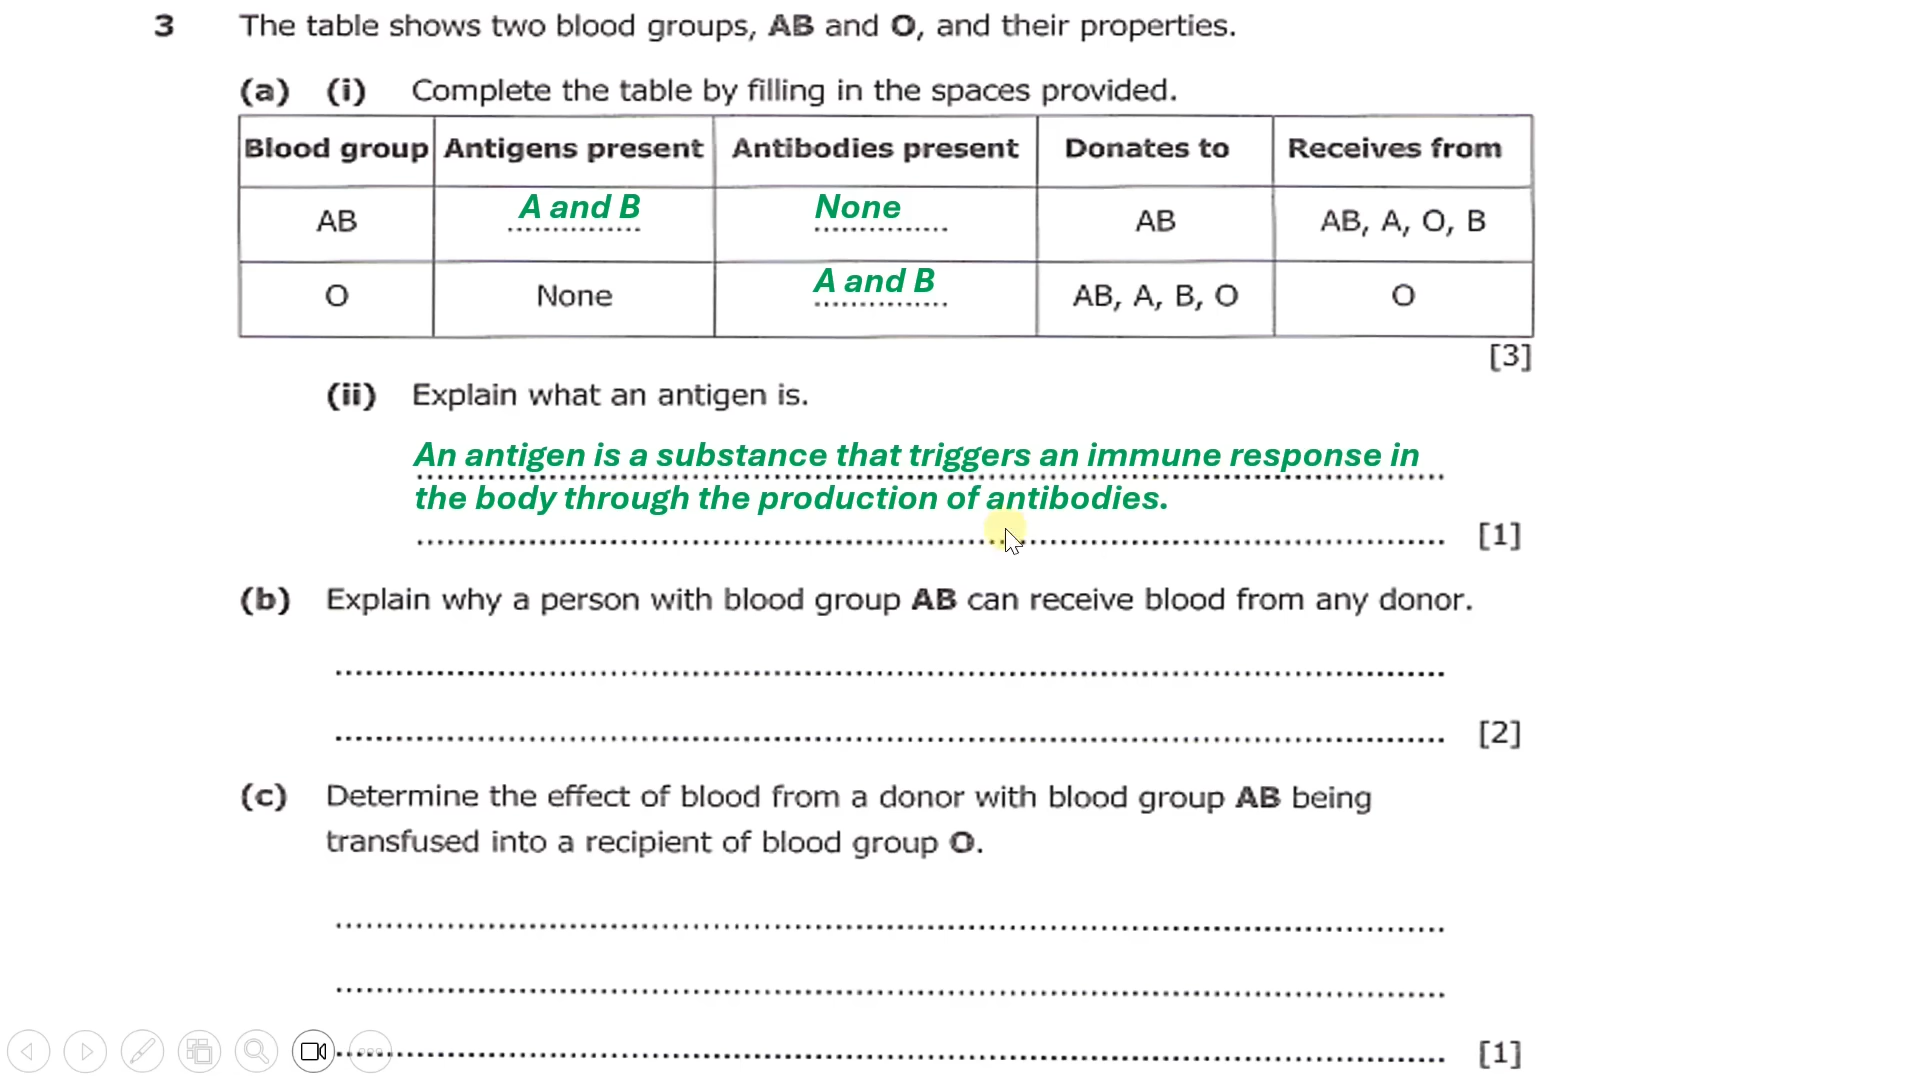 3 The table shows two blood groups, AB and O, and their properties.
(a) (i) Complete the table by filling in the spaces provided.
Blood group Antigens present Antibodies present Donates to Receives from
AB A and B None AB AB, A, O, B
O None A and B AB, A, B, O O
[3]
(ii) Explain what an antigen is.
An antigen is a substance that triggers an immune response in
the body through the production of antibodies.
[1]
(b) Explain why a person with blood group AB can receive blood from any donor.
[2]
(c) Determine the effect of blood from a donor with blood group AB being
transfused into a recipient of blood group O.
[1]